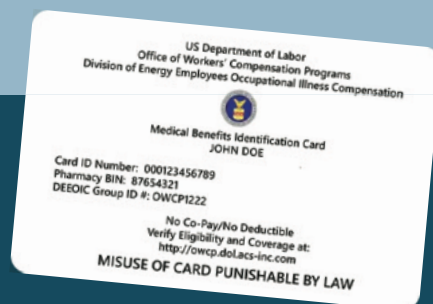 US Department of Labor
Office of Workers' Compensation Programs
Division of Energy Employees Occupational Illness Compensation
Medical Benefits Identification Card
JOHN DOE
Card ID Number: 000123456789
Pharmacy BIN: 87654321
DEEOIC Group ID #: OWCP1222
No Co-Pay/No Deductible
Verify Eligibility and Coverage at:
http://owcp.dol.acs-inc.com
MISUSE OF CARD PUNISHABLE BY LAW